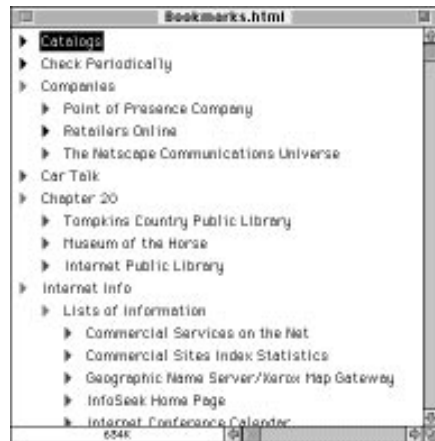 Bookmarks.html
Catalogs
Check Periodically
Companies
Point of Presence Company
Retailers Online
The Netscape Communications Universe
Car Talk
Chapter 20
Tompkins Country Public Library
Museum of the Horse
Internet Public Library
Internet Info
Lists of Information
Commercial Services on the Net
Commercial Sites Index Statistics
Geographic Name Server/Xerox Map Gateway
InfoSeek Home Page
Internet Conference Calendar
634K